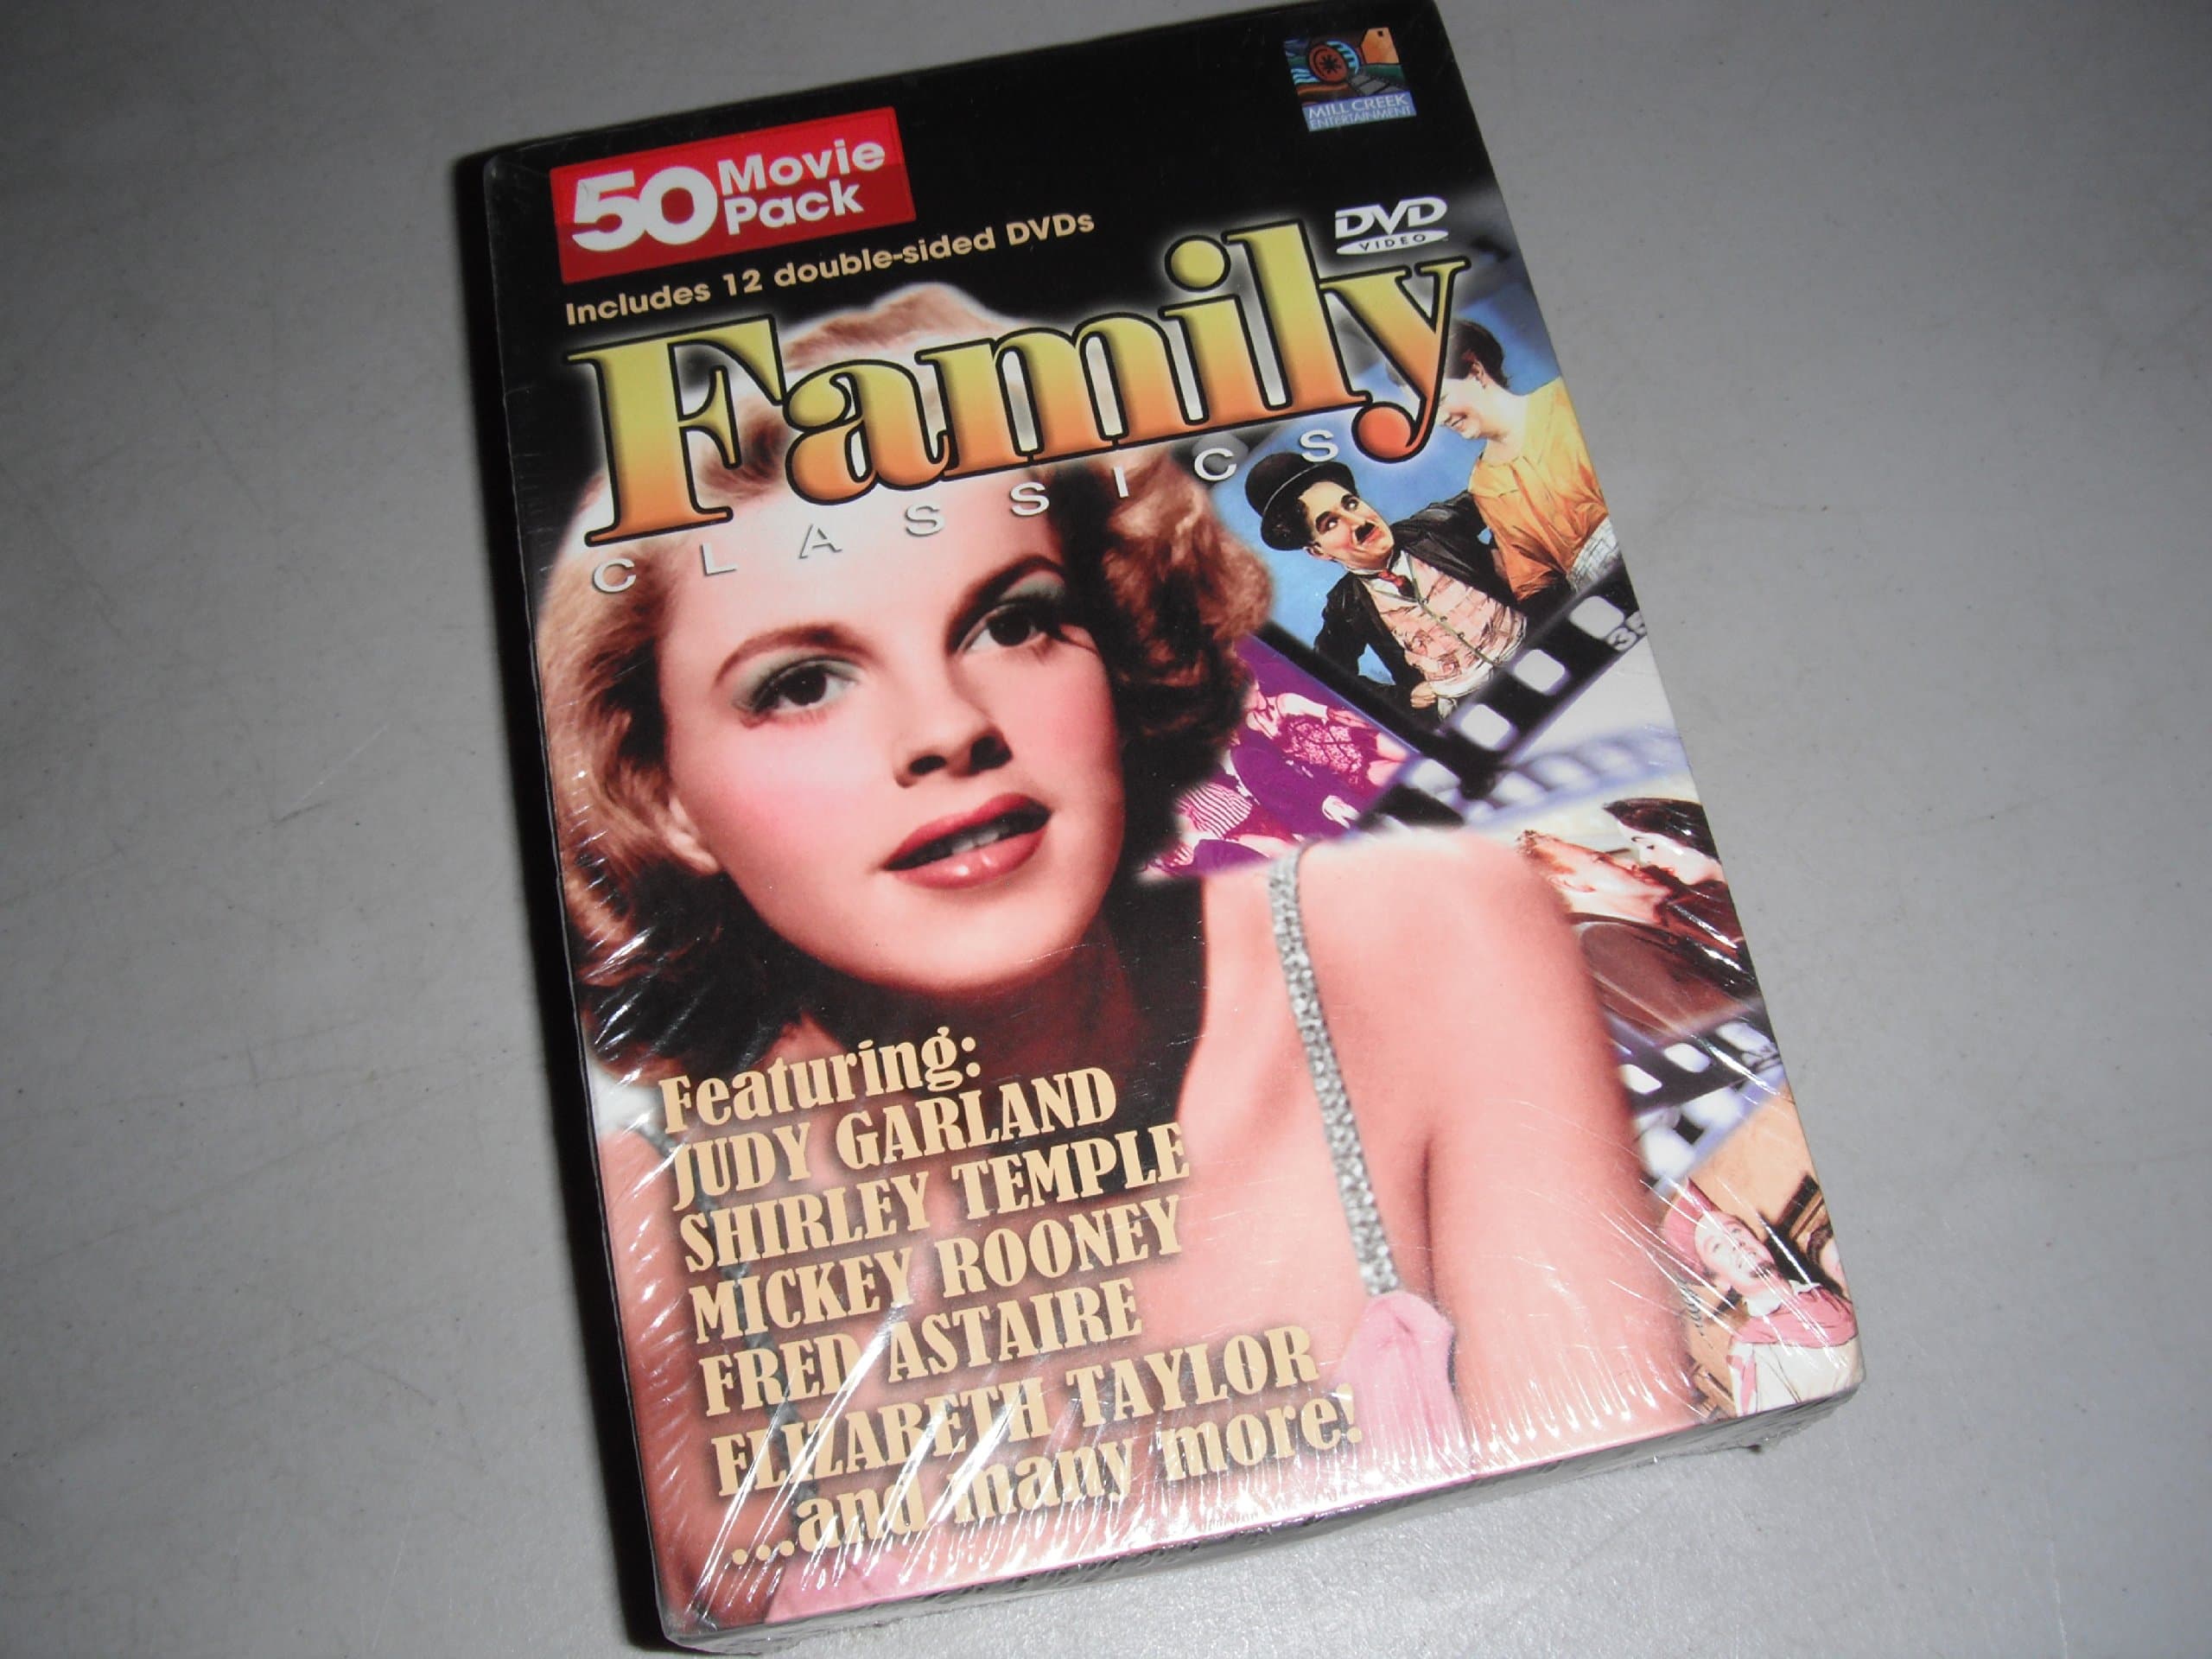 MILL CREEK
ENTERTAINMENT
50 Movie
Pack
Includes 12 double-sided DVDs
DVD
VIDEO
Family
CLASSICS
35
Featuring:
JUDY GARLAND
SHIRLEY TEMPLE
MICKEY ROONEY
FRED ASTAIRE
ELIZABETH TAYLOR
...and many more!